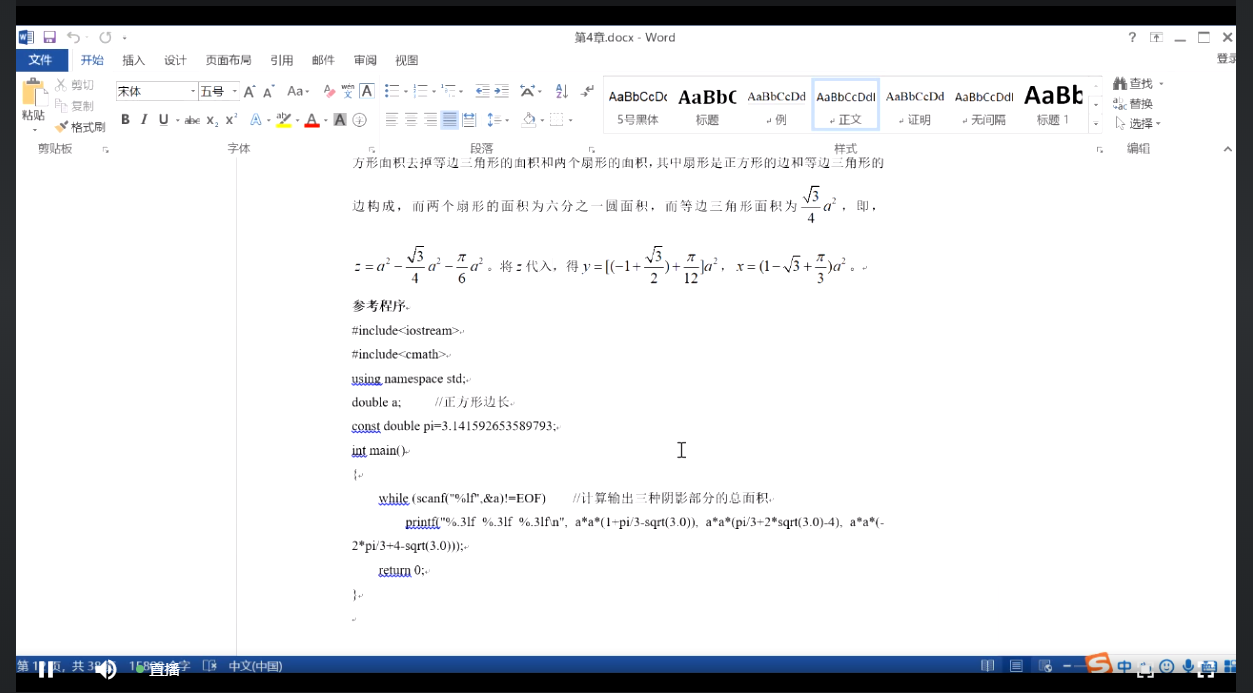 第4章.docx - Word
?
文件 开始 插入 设计 页面布局 引用 邮件 审阅 视图 登录
粘贴 剪切 复制 格式刷
宋体 五号
剪贴板 字体 段落 样式 编辑
AaBbCcDc AaBbC AaBbCcDd AaBbCcDdI AaBbCcDd AaBbCcDdI AaBb
5号黑体 标题 例 正文 证明 无间隔 标题 1
查找
替换
选择
方形面积去掉等边三角形的面积和两个扇形的面积,其中扇形是正方形的边和等边三角形的
边构成，而两个扇形的面积为六分之一圆面积，而等边三角形面积为 √3/4 a²，即，
z = a² − √3/4 a² − π/6 a²。将 z 代入，得 y = [(−1+ √3/2)+ π/12]a²，x = (1−√3+ π/3)a²。
参考程序
#include<iostream>
#include<cmath>
using namespace std;
double a; //正方形边长
const double pi=3.141592653589793;
int main()
{
while (scanf("%lf",&a)!=EOF) //计算输出三种阴影部分的总面积
printf("%.3lf %.3lf %.3lf\n", a*a*(1+pi/3-sqrt(3.0)), a*a*(pi/3+2*sqrt(3.0)-4), a*a*(-
2*pi/3+4-sqrt(3.0)));
return 0;
}
直播
中文(中国)
中